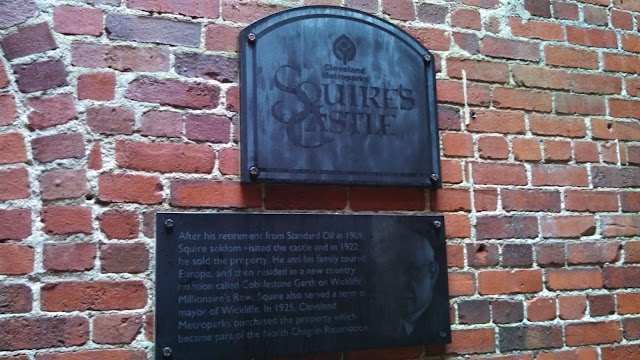 Cleveland
Metroparks
SQUIRE'S
CASTLE
After his retirement from Standard Oil in 1909,
Squire seldom visited the castle and in 1922,
he sold the property. He and his family toured
Europe, and then resided in a new country
mansion called Cobblestone Garth on Wickliffe
Millionaire's Row. Squire also served a term as
mayor of Wickliffe. In 1925, Cleveland
Metroparks purchased the property which
became part of the North Chagrin Reservation